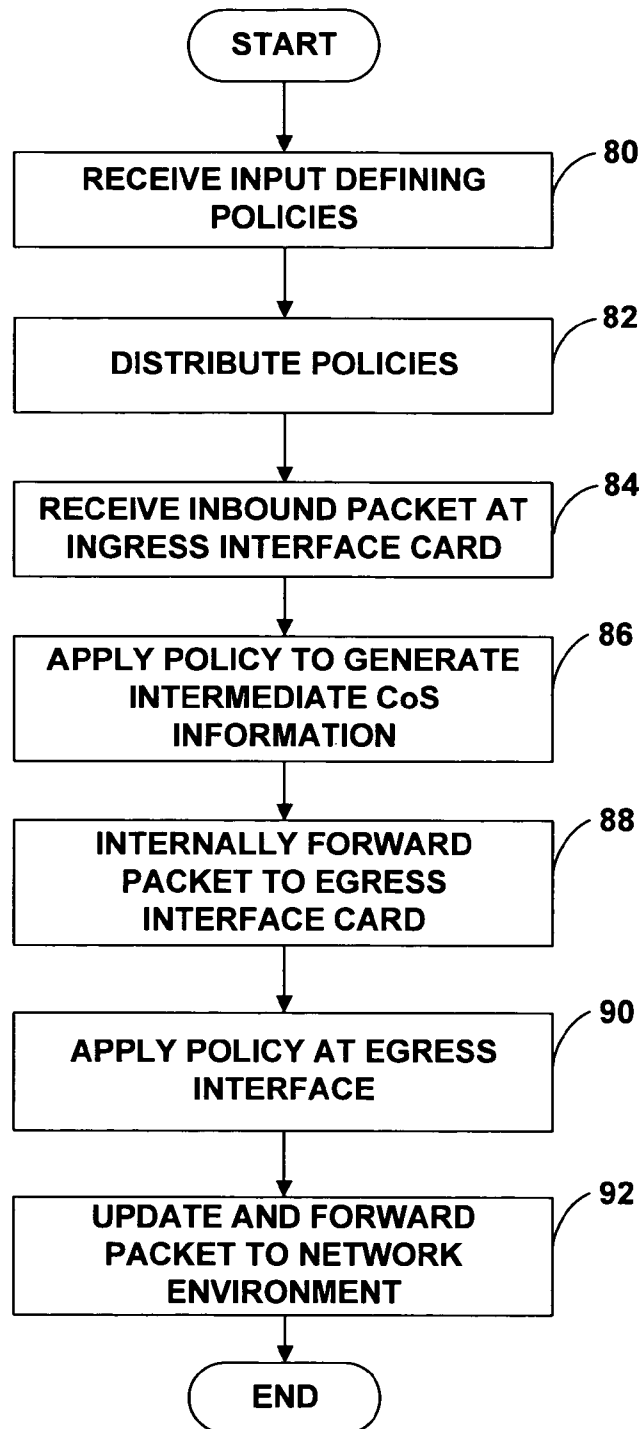 START
80
RECEIVE INPUT DEFINING
POLICIES
82
DISTRIBUTE POLICIES
84
RECEIVE INBOUND PACKET AT
INGRESS INTERFACE CARD
86
APPLY POLICY TO GENERATE
INTERMEDIATE CoS
INFORMATION
88
INTERNALLY FORWARD
PACKET TO EGRESS
INTERFACE CARD
90
APPLY POLICY AT EGRESS
INTERFACE
92
UPDATE AND FORWARD
PACKET TO NETWORK
ENVIRONMENT
END